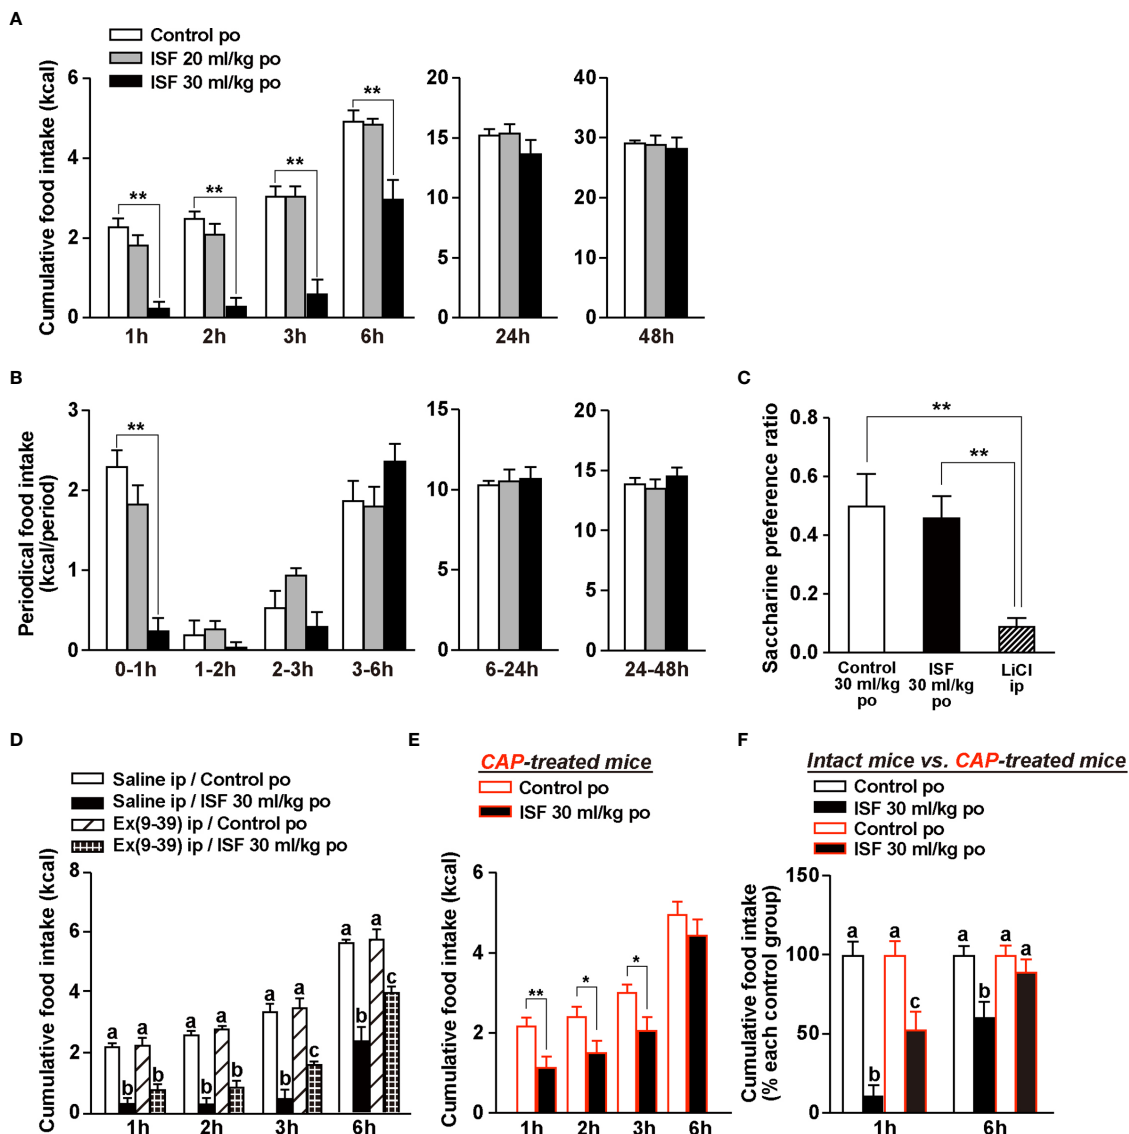 A
Control po
ISF 20 ml/kg po
ISF 30 ml/kg po
Cumulative food intake (kcal)
6
4
2
0
**
**
**
**
1h
2h
3h
6h
20
15
10
5
0
24h
40
30
20
10
0
48h
B
Periodical food intake
(kcal/period)
3
2
1
0
**
0-1h
1-2h
2-3h
3-6h
15
10
5
0
6-24h
20
15
10
5
0
24-48h
C
Saccharine preference ratio
0.8
0.6
0.4
0.2
0.0
**
**
Control
30 ml/kg
po
ISF
30 ml/kg
po
LiCl
ip
D
Saline ip / Control po
Saline ip / ISF 30 ml/kg po
Ex(9-39) ip / Control po
Ex(9-39) ip / ISF 30 ml/kg po
Cumulative food intake (kcal)
8
6
4
2
0
a b a b
a b a b
a b a c
a b a c
1h
2h
3h
6h
E
CAP-treated mice
Control po
ISF 30 ml/kg po
Cumulative food intake (kcal)
6
4
2
0
**
*
*
1h
2h
3h
6h
F
Intact mice vs. CAP-treated mice
Control po
ISF 30 ml/kg po
Control po
ISF 30 ml/kg po
Cumulative food intake
(% each control group)
150
100
50
0
a b a c
a b a a
1h
6h